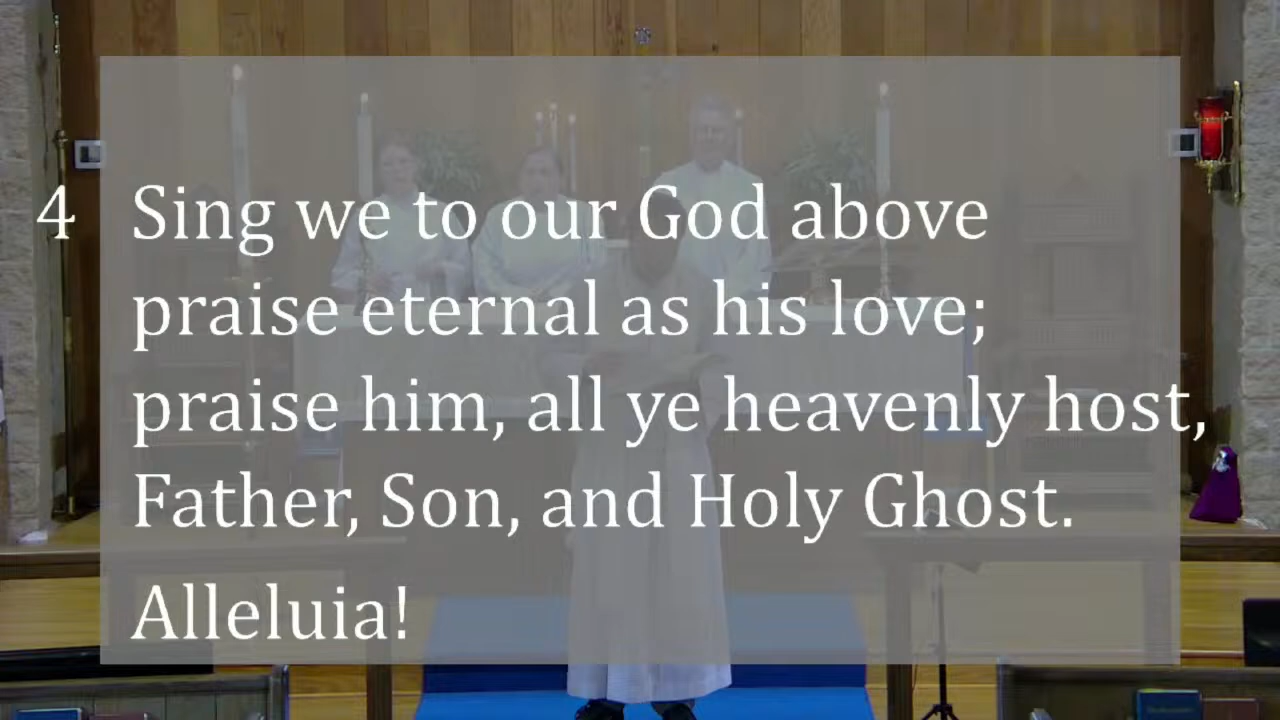 4 Sing we to our God above
praise eternal as his love;
praise him, all ye heavenly host,
Father, Son, and Holy Ghost.
Alleluia!